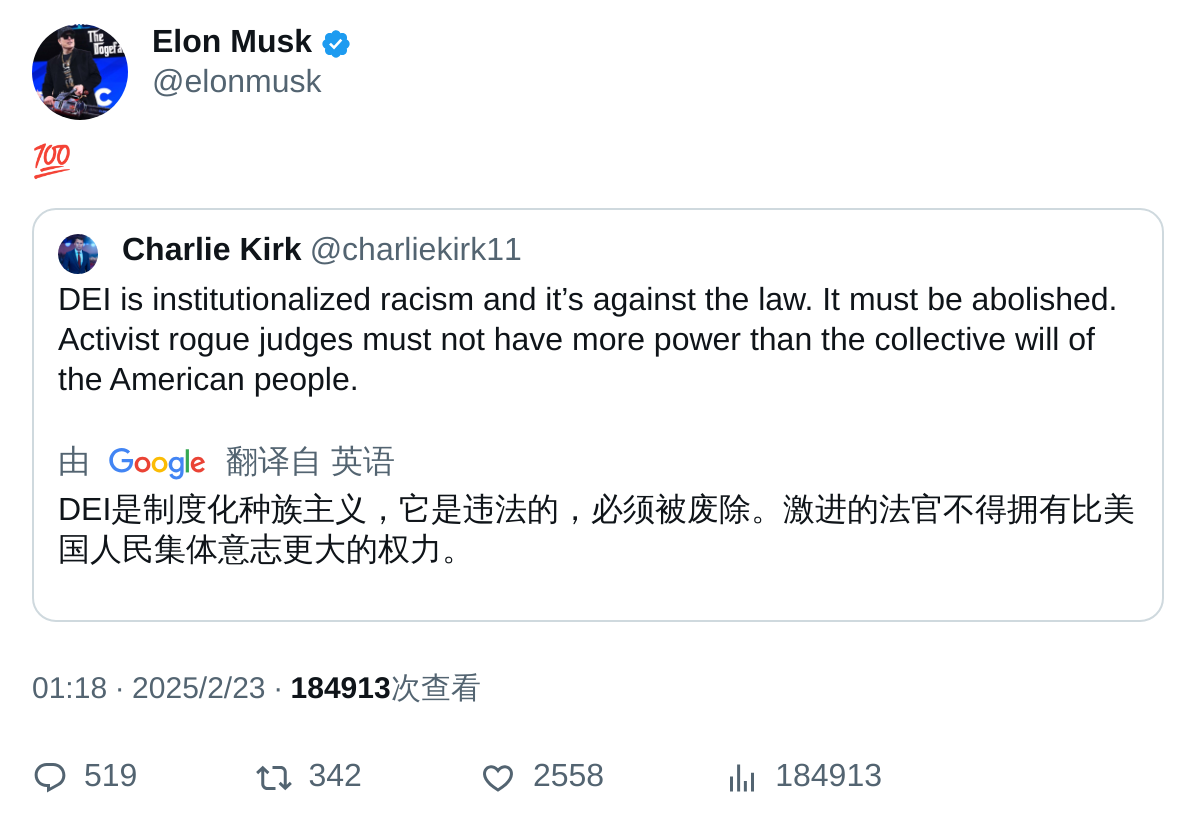 The
Dogefa
C
Elon Musk
@elonmusk
💯
Charlie Kirk @charliekirk11
DEI is institutionalized racism and it’s against the law. It must be abolished.
Activist rogue judges must not have more power than the collective will of
the American people.
由 Google 翻译自 英语
DEI是制度化种族主义，它是违法的，必须被废除。激进的法官不得拥有比美
国人民集体意志更大的权力。
01:18 · 2025/2/23 · 184913次查看
519 342 2558 184913